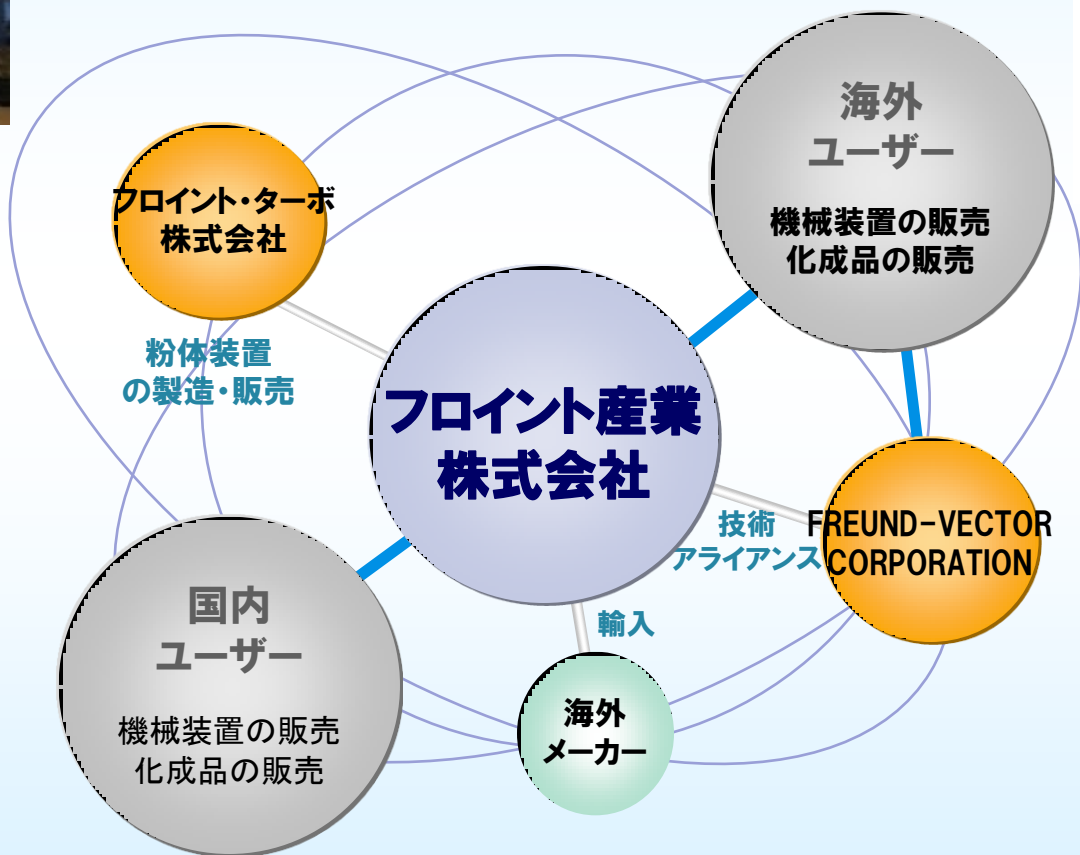 海外
ユーザー
機械装置の販売
化成品の販売
フロイント・ターボ
株式会社
粉体装置
の製造・販売
フロイント産業
株式会社
技術
アライアンス
FREUND-VECTOR
CORPORATION
国内
ユーザー
機械装置の販売
化成品の販売
輸入
海外
メーカー